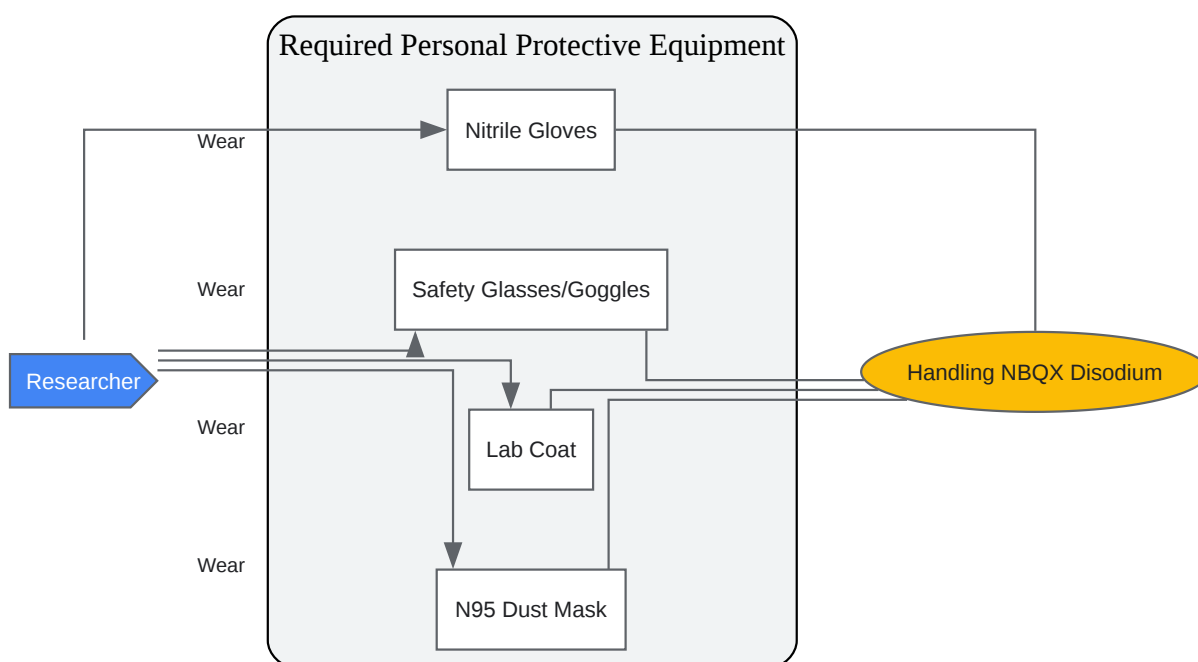 Required Personal Protective Equipment
Nitrile Gloves
Wear
Safety Glasses/Goggles
Wear
Researcher
Handling NBQX Disodium
Wear
Lab Coat
Wear
N95 Dust Mask